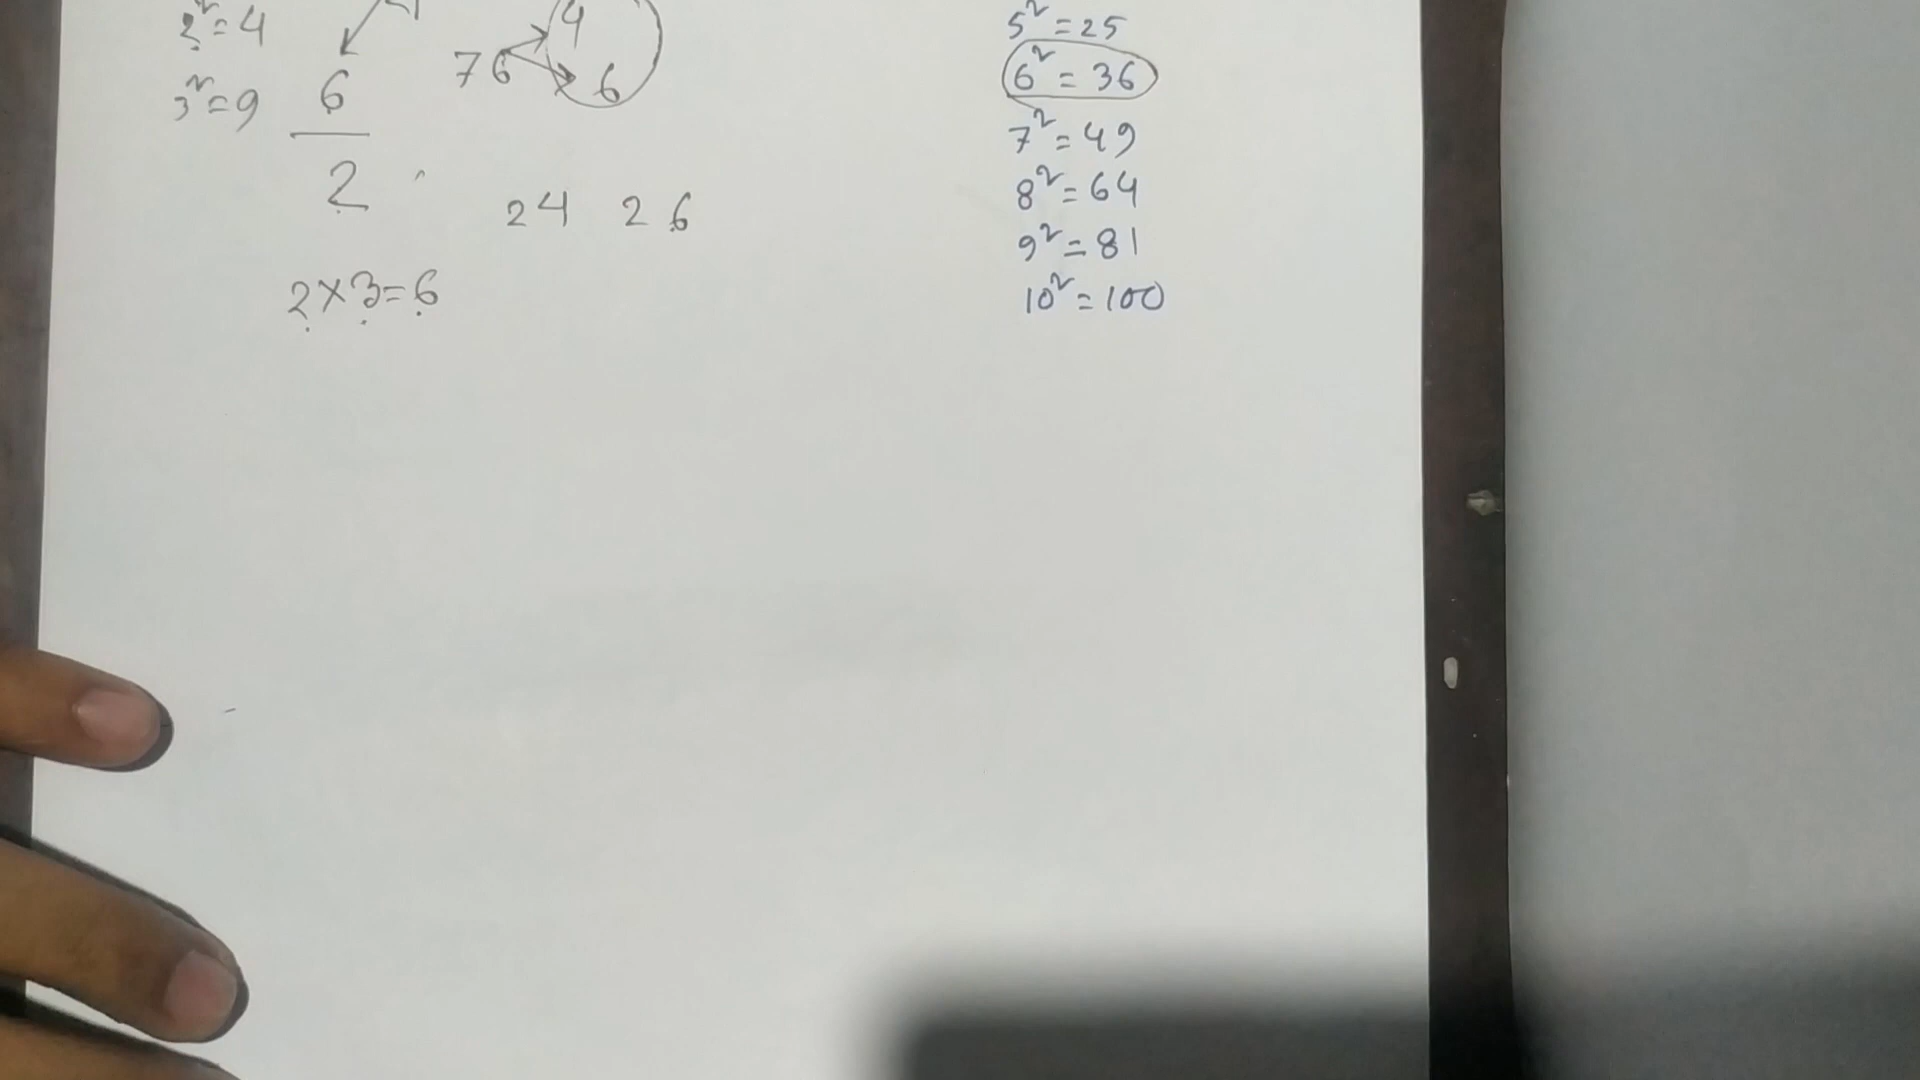 2² = 4
3² = 9
6
2
76
4
6
24 26
2 × 3 = 6
5² = 25
6² = 36
7² = 49
8² = 64
9² = 81
10² = 100